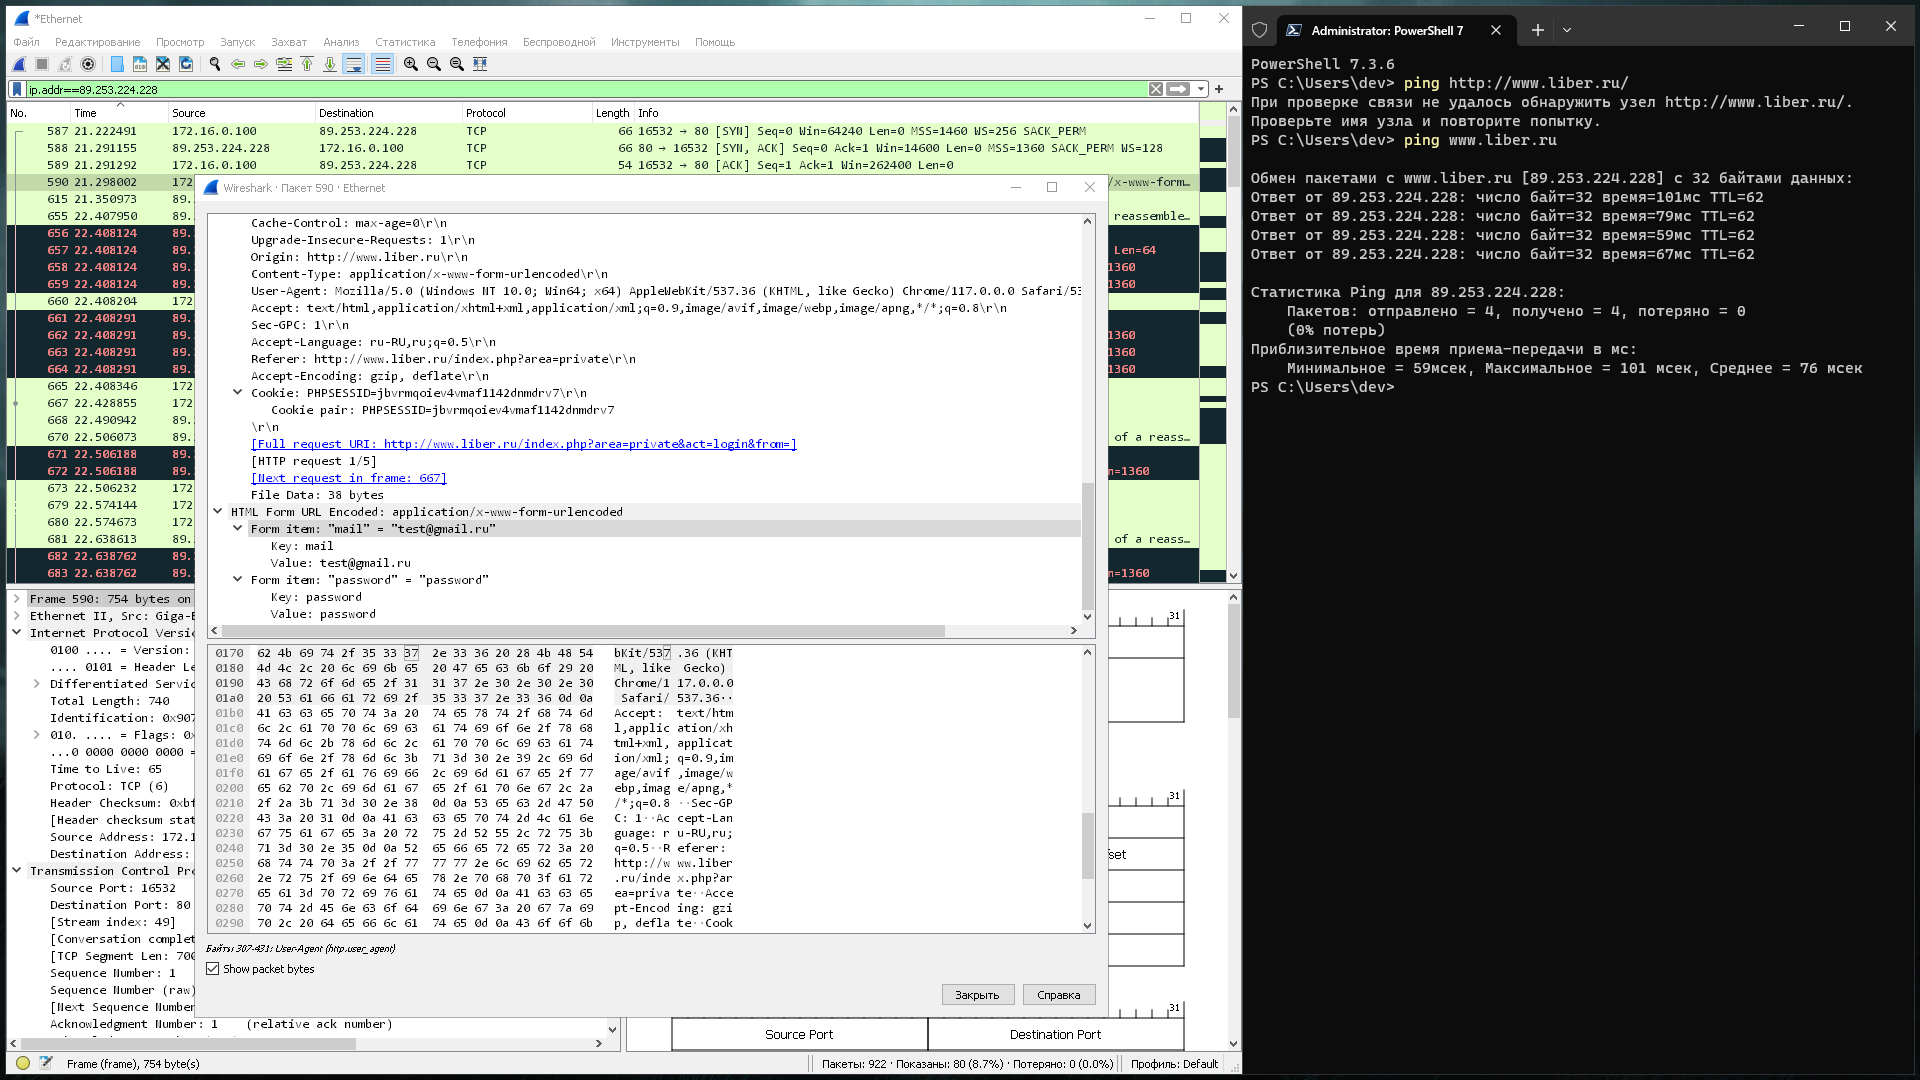 *Ethernet
Файл Редактирование Просмотр Запуск Захват Анализ Статистика Телефония Беспроводной Инструменты Помощь
ip.addr==89.253.224.228
No. Time Source Destination Protocol Length Info
587 21.222491 172.16.0.100 89.253.224.228 TCP 66 16532 → 80 [SYN] Seq=0 Win=64240 Len=0 MSS=1460 WS=256 SACK_PERM
588 21.291155 89.253.224.228 172.16.0.100 TCP 66 80 → 16532 [SYN, ACK] Seq=0 Ack=1 Win=14600 Len=0 MSS=1360 SACK_PERM WS=128
589 21.291292 172.16.0.100 89.253.224.228 TCP 54 16532 → 80 [ACK] Seq=1 Ack=1 Win=262400 Len=0
590 21.298002 172 /x-www-form…
615 21.350973 89.
655 22.407950 89. reassemble…
656 22.408124 89.
657 22.408124 89. Len=64
658 22.408124 89. 1360
659 22.408124 89. 1360
660 22.408204 172
661 22.408291 89.
662 22.408291 89. 1360
663 22.408291 89. 1360
664 22.408291 89. 1360
665 22.408346 172
667 22.428855 172
668 22.490942 89.
670 22.506073 89. of a reass…
671 22.506188 89.
672 22.506188 89. n=1360
673 22.506232 172
679 22.574144 172
680 22.574673 89.
681 22.638613 89. of a reass…
682 22.638762 89.
683 22.638762 89. n=1360
Wireshark · Пакет 590 · Ethernet
Cache-Control: max-age=0\r\n
Upgrade-Insecure-Requests: 1\r\n
Origin: http://www.liber.ru\r\n
Content-Type: application/x-www-form-urlencoded\r\n
User-Agent: Mozilla/5.0 (Windows NT 10.0; Win64; x64) AppleWebKit/537.36 (KHTML, like Gecko) Chrome/117.0.0.0 Safari/53
Accept: text/html,application/xhtml+xml,application/xml;q=0.9,image/avif,image/webp,image/apng,*/*;q=0.8\r\n
Sec-GPC: 1\r\n
Accept-Language: ru-RU,ru;q=0.5\r\n
Referer: http://www.liber.ru/index.php?area=private\r\n
Accept-Encoding: gzip, deflate\r\n
Cookie: PHPSESSID=jbvrmqoiev4vmaf1142dnmdrv7\r\n
Cookie pair: PHPSESSID=jbvrmqoiev4vmaf1142dnmdrv7
\r\n
[Full request URI: http://www.liber.ru/index.php?area=private&act=login&from=]
[HTTP request 1/5]
[Next request in frame: 667]
File Data: 38 bytes
HTML Form URL Encoded: application/x-www-form-urlencoded
Form item: "mail" = "test@gmail.ru"
Key: mail
Value: test@gmail.ru
Form item: "password" = "password"
Key: password
Value: password
0170 62 4b 69 74 2f 35 33 37 2e 33 36 20 28 4b 48 54 bKit/537 .36 (KHT
0180 4d 4c 2c 20 6c 69 6b 65 20 47 65 63 6b 6f 29 20 ML, like Gecko)
0190 43 68 72 6f 6d 65 2f 31 31 37 2e 30 2e 30 2e 30 Chrome/1 17.0.0.0
01a0 20 53 61 66 61 72 69 2f 35 33 37 2e 33 36 0d 0a Safari/ 537.36··
01b0 41 63 63 65 70 74 3a 20 74 65 78 74 2f 68 74 6d Accept: text/htm
01c0 6c 2c 61 70 70 6c 69 63 61 74 69 6f 6e 2f 78 68 l,applic ation/xh
01d0 74 6d 6c 2b 78 6d 6c 2c 61 70 70 6c 69 63 61 74 tml+xml, applicat
01e0 69 6f 6e 2f 78 6d 6c 3b 71 3d 30 2e 39 2c 69 6d ion/xml; q=0.9,im
01f0 61 67 65 2f 61 76 69 66 2c 69 6d 61 67 65 2f 77 age/avif ,image/w
0200 65 62 70 2c 69 6d 61 67 65 2f 61 70 6e 67 2c 2a ebp,imag e/apng,*
0210 2f 2a 3b 71 3d 30 2e 38 0d 0a 53 65 63 2d 47 50 /*;q=0.8 ··Sec-GP
0220 43 3a 20 31 0d 0a 41 63 63 65 70 74 2d 4c 61 6e C: 1··Ac cept-Lan
0230 67 75 61 67 65 3a 20 72 75 2d 52 55 2c 72 75 3b guage: r u-RU,ru;
0240 71 3d 30 2e 35 0d 0a 52 65 66 65 72 65 72 3a 20 q=0.5··R eferer:
0250 68 74 74 70 3a 2f 2f 77 77 77 2e 6c 69 62 65 72 http://w ww.liber
0260 2e 72 75 2f 69 6e 64 65 78 2e 70 68 70 3f 61 72 .ru/inde x.php?ar
0270 65 61 3d 70 72 69 76 61 74 65 0d 0a 41 63 63 65 ea=priva te··Acce
0280 70 74 2d 45 6e 63 6f 64 69 6e 67 3a 20 67 7a 69 pt-Encod ing: gzi
0290 70 2c 20 64 65 66 6c 61 74 65 0d 0a 43 6f 6f 6b p, defla te··Cook
Байты 307-431: User-Agent (http.user_agent)
Show packet bytes
Закрыть Справка
Frame 590: 754 bytes on
Ethernet II, Src: Giga-B
Internet Protocol Versio
0100 .... = Version:
.... 0101 = Header Le
Differentiated Servic
Total Length: 740
Identification: 0x907
010. .... = Flags: 0x
...0 0000 0000 0000 =
Time to Live: 65
Protocol: TCP (6)
Header Checksum: 0xbf
[Header checksum stat
Source Address: 172.1
Destination Address:
Transmission Control Pro
Source Port: 16532
Destination Port: 80
[Stream index: 49]
[Conversation complet
[TCP Segment Len: 700
Sequence Number: 1
Sequence Number (raw)
[Next Sequence Number
Acknowledgment Number: 1 (relative ack number)
31
31
fset
31
Source Port Destination Port
Frame (frame), 754 byte(s)
Пакеты: 922 · Показаны: 80 (8.7%) · Потеряно: 0 (0.0%) Профиль: Default
Administrator: PowerShell 7
PowerShell 7.3.6
PS C:\Users\dev> ping http://www.liber.ru/
При проверке связи не удалось обнаружить узел http://www.liber.ru/.
Проверьте имя узла и повторите попытку.
PS C:\Users\dev> ping www.liber.ru
Обмен пакетами с www.liber.ru [89.253.224.228] с 32 байтами данных:
Ответ от 89.253.224.228: число байт=32 время=101мс TTL=62
Ответ от 89.253.224.228: число байт=32 время=79мс TTL=62
Ответ от 89.253.224.228: число байт=32 время=59мс TTL=62
Ответ от 89.253.224.228: число байт=32 время=67мс TTL=62
Статистика Ping для 89.253.224.228:
Пакетов: отправлено = 4, получено = 4, потеряно = 0
(0% потерь)
Приблизительное время приема-передачи в мс:
Минимальное = 59мсек, Максимальное = 101 мсек, Среднее = 76 мсек
PS C:\Users\dev>